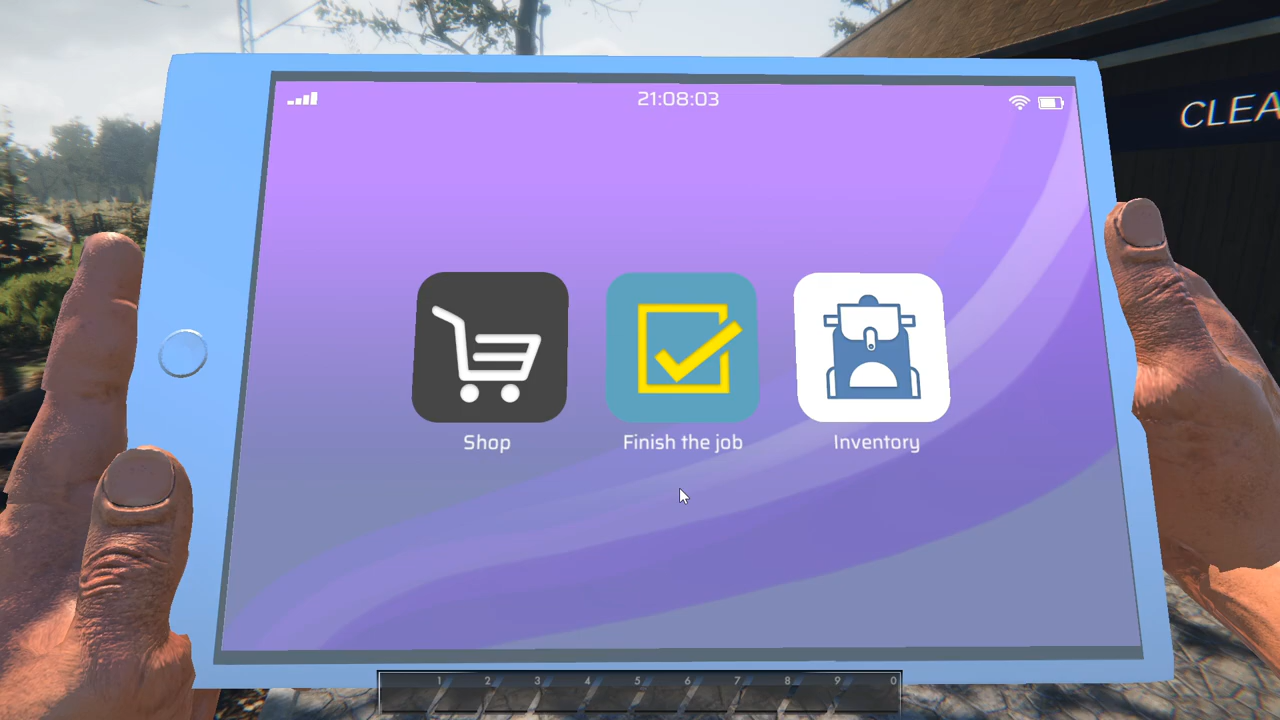 21:08:03
CLEA
Shop
Finish the job
Inventory
1 2 3 4 5 6 7 8 9 0